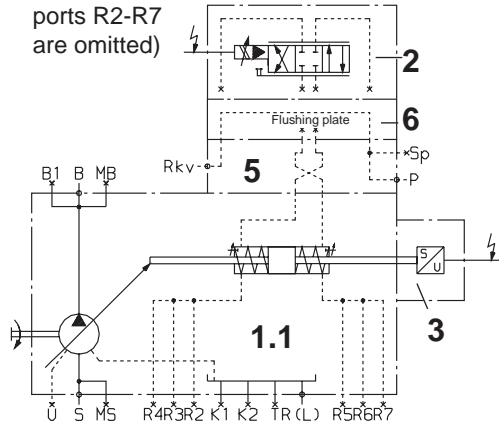 ports R2-R7
are omitted)
2
6
Flushing plate
Sp
Rkv
5
P
B1 B MB
S
U
3
1.1
U S MS R4 R3 R2 K1 K2 TR (L) R5 R6 R7